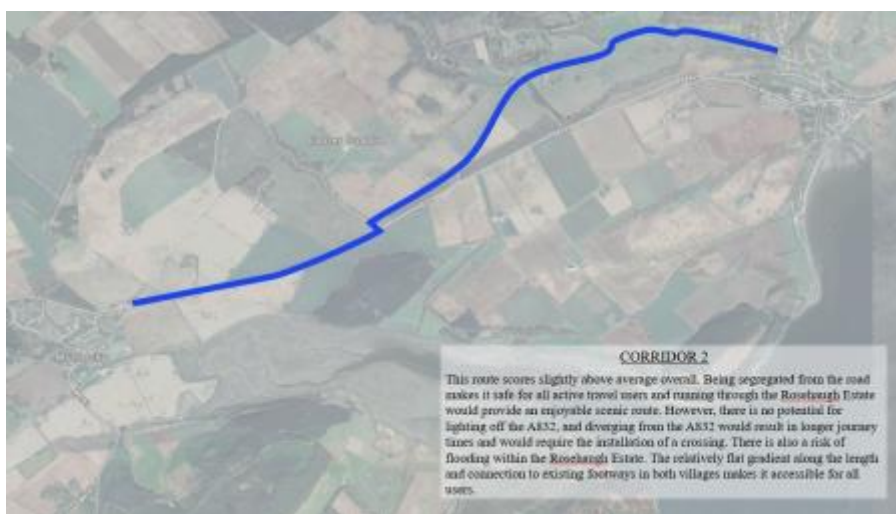 CORRIDOR 2
This route scores slightly above average overall. Being segregated from the road
makes it safe for all active travel users and running through the Rosehaugh Estate
would provide an enjoyable scenic route. However, there is no potential for
lighting off the A832, and diverging from the A832 would result in longer journey
times and would require the installation of a crossing. There is also a risk of
flooding within the Rosehaugh Estate. The relatively flat gradient along the length
and connection to existing footways in both villages makes it accessible for all
users.